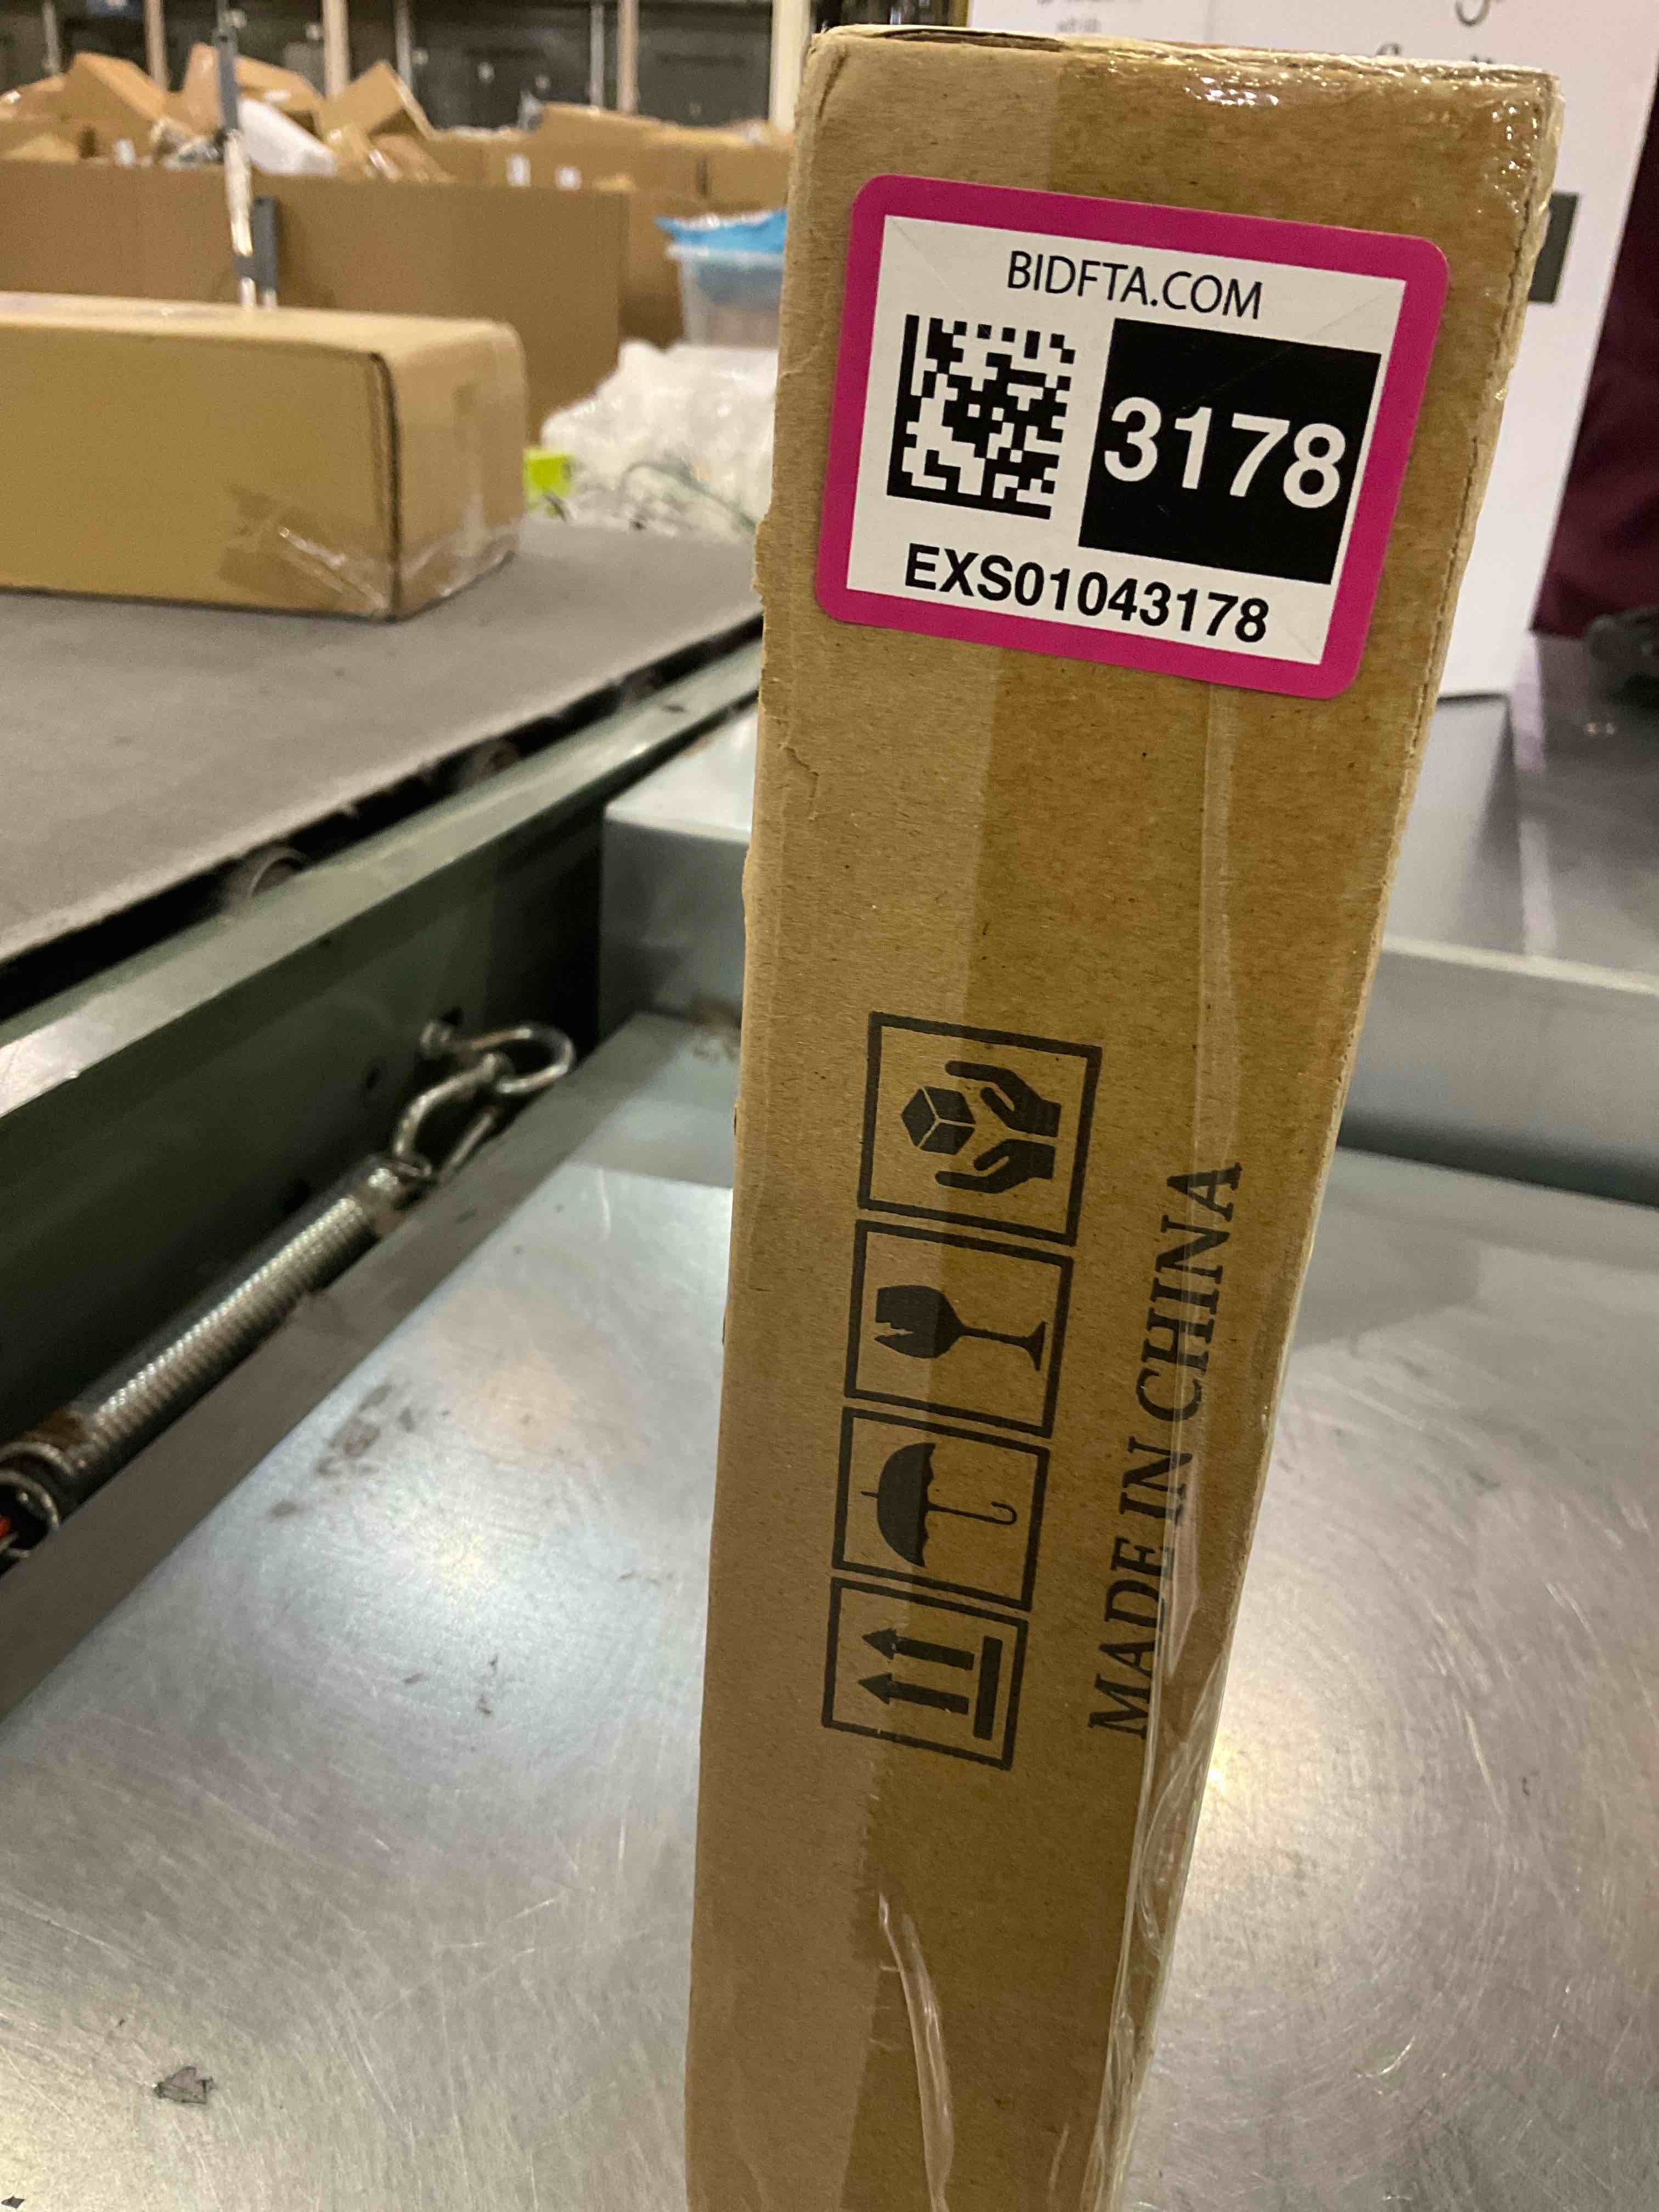 BIDFTA.COM
3178
EXS01043178
MADE IN CHINA